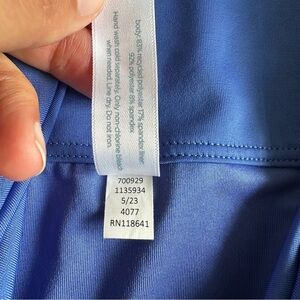 body: 83% recycled polyester 17% spandex liner:
92% polyester 8% spandex
Hand wash cold separately. Only non-chlorine bleach
when needed. Line dry. Do not iron.
700929
1135934
5/23
4077
RN118641